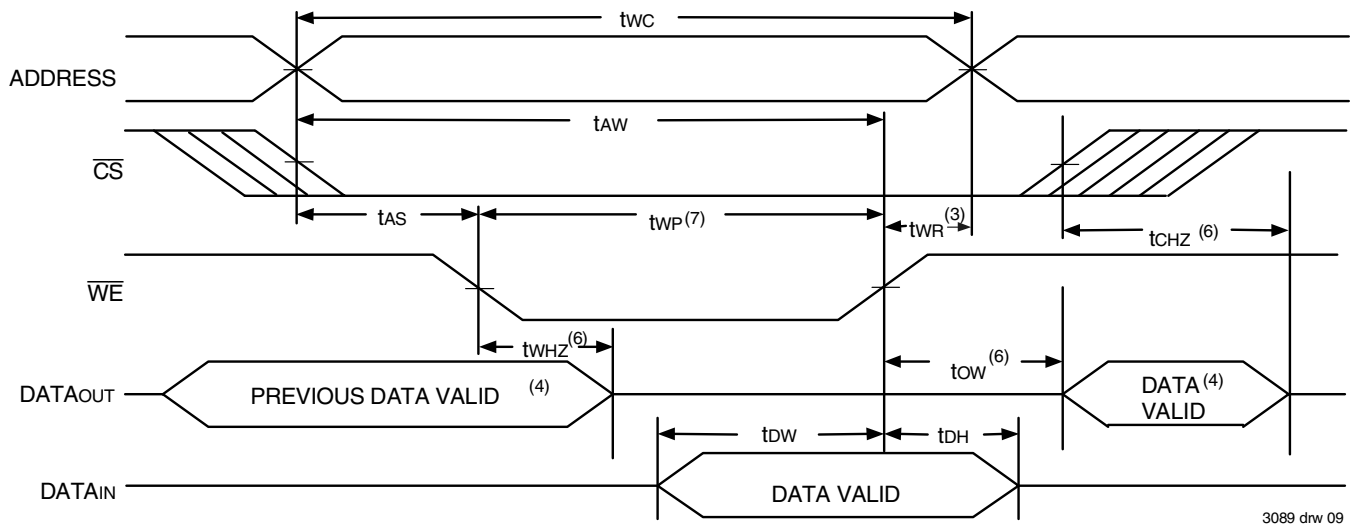 tWC
ADDRESS
tAW
CS
tAS
tWP(7)
tWR(3)
tCHZ (6)
WE
tWHZ(6)
tOW (6)
DATAOUT
PREVIOUS DATA VALID (4)
DATA(4)
VALID
tDW
tDH
DATAIN
DATA VALID
3089 drw 09